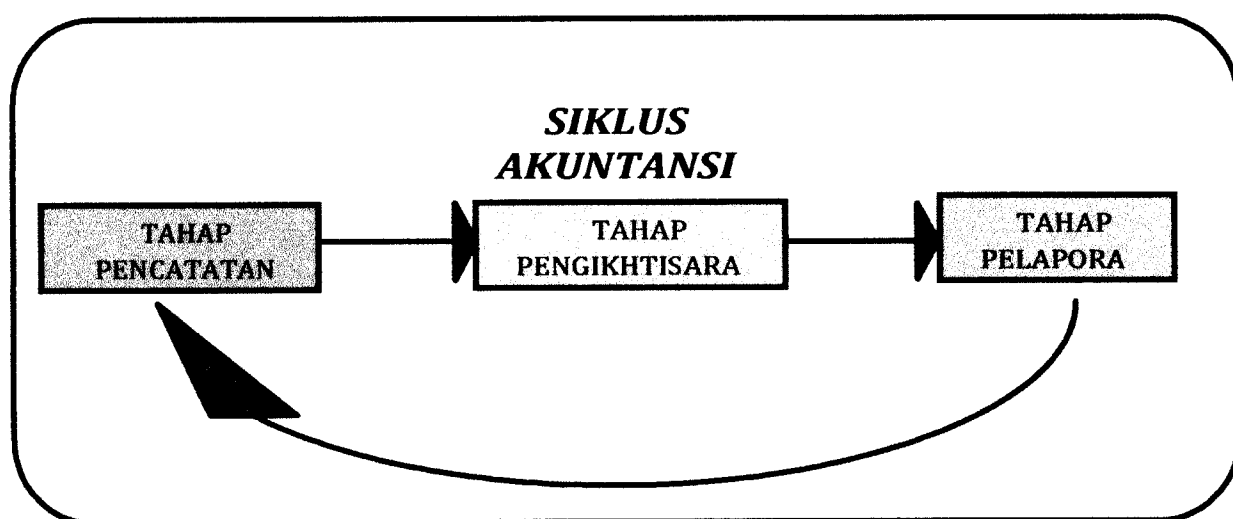 SIKLUS
AKUNTANSI
TAHAP
PENCATATAN
TAHAP
PENGIKHTISARA
TAHAP
PELAPORA